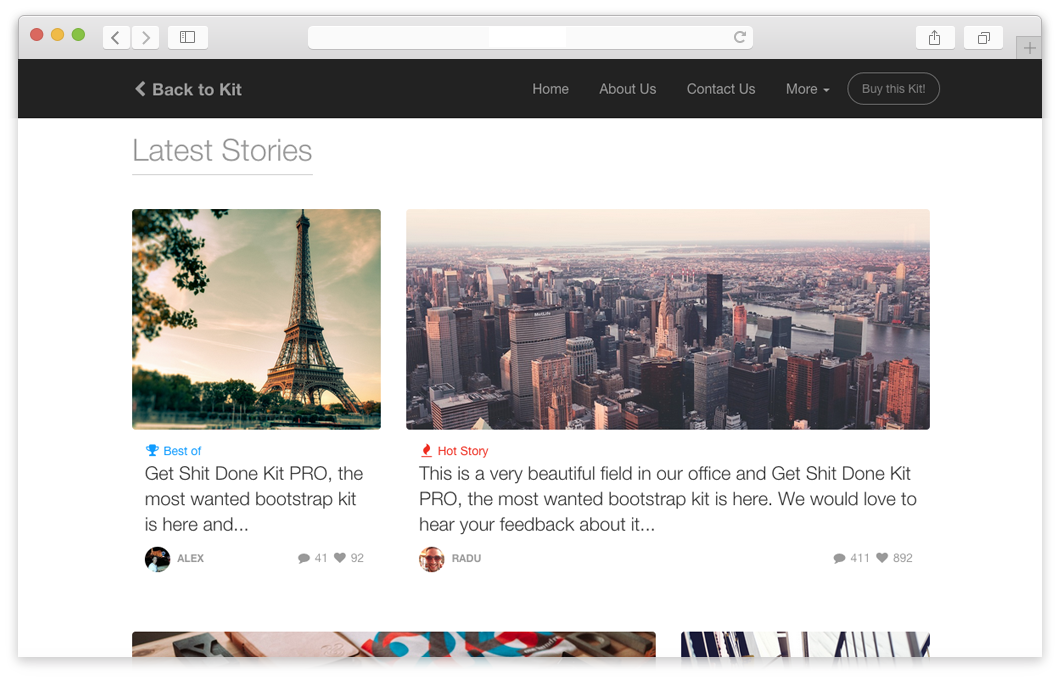 Back to Kit
Home About Us Contact Us More Buy this Kit!
Latest Stories
MetLife
Best of
Get Shit Done Kit PRO, the
most wanted bootstrap kit
is here and...
ALEX 41 92
Hot Story
This is a very beautiful field in our office and Get Shit Done Kit
PRO, the most wanted bootstrap kit is here. We would love to
hear your feedback about it...
RADU 411 892